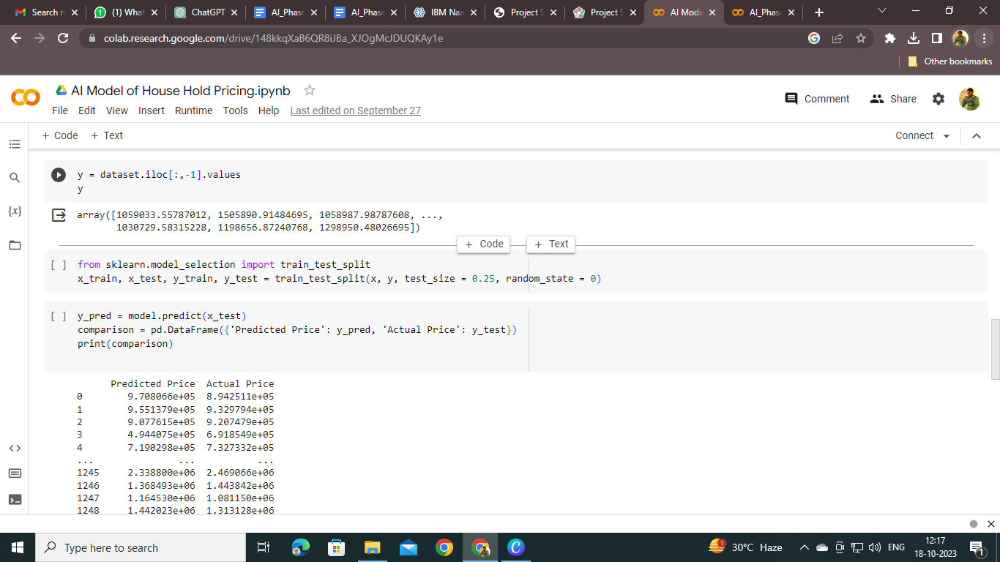 Search re
(1) What
ChatGPT
AI_Phase
AI_Phase
IBM Naa
Project S
Project S
AI Mode
AI_Phase
colab.research.google.com/drive/148kkqXaB6QR8iJBa_XJOgMcJDUQKAy1e
Other bookmarks
AI Model of House Hold Pricing.ipynb
Comment
Share
File Edit View Insert Runtime Tools Help Last edited on September 27
+ Code + Text
Connect
y = dataset.iloc[:,-1].values
y
array([1059033.55787012, 1505890.91484695, 1058987.98787608, ...,
1030729.58315228, 1198656.87240768, 1298950.48026695])
+ Code + Text
[ ] from sklearn.model_selection import train_test_split
x_train, x_test, y_train, y_test = train_test_split(x, y, test_size = 0.25, random_state = 0)
[ ] y_pred = model.predict(x_test)
comparison = pd.DataFrame({'Predicted Price': y_pred, 'Actual Price': y_test})
print(comparison)
Predicted Price Actual Price
0 9.708066e+05 8.942511e+05
1 9.551379e+05 9.329794e+05
2 9.077615e+05 9.207479e+05
3 4.944075e+05 6.918549e+05
4 7.190298e+05 7.327332e+05
... ... ...
1245 2.338800e+06 2.469066e+06
1246 1.368493e+06 1.443842e+06
1247 1.164530e+06 1.081150e+06
1248 1.442023e+06 1.313128e+06
Type here to search
1
30°C Haze
ENG
12:17
18-10-2023
1